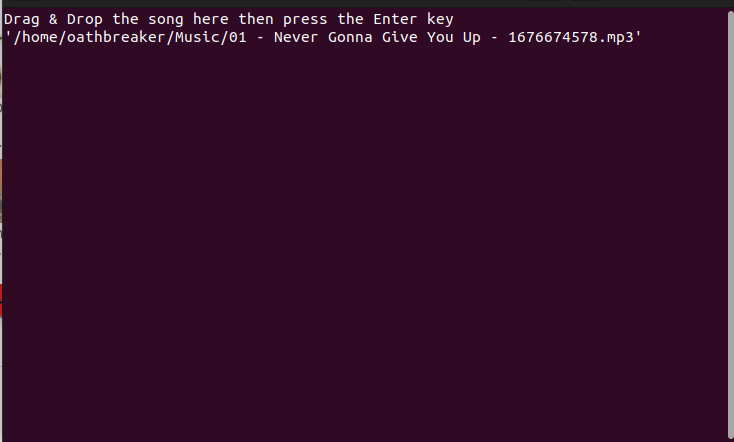 Drag & Drop the song here then press the Enter key
'/home/oathbreaker/Music/01 - Never Gonna Give You Up - 1676674578.mp3'